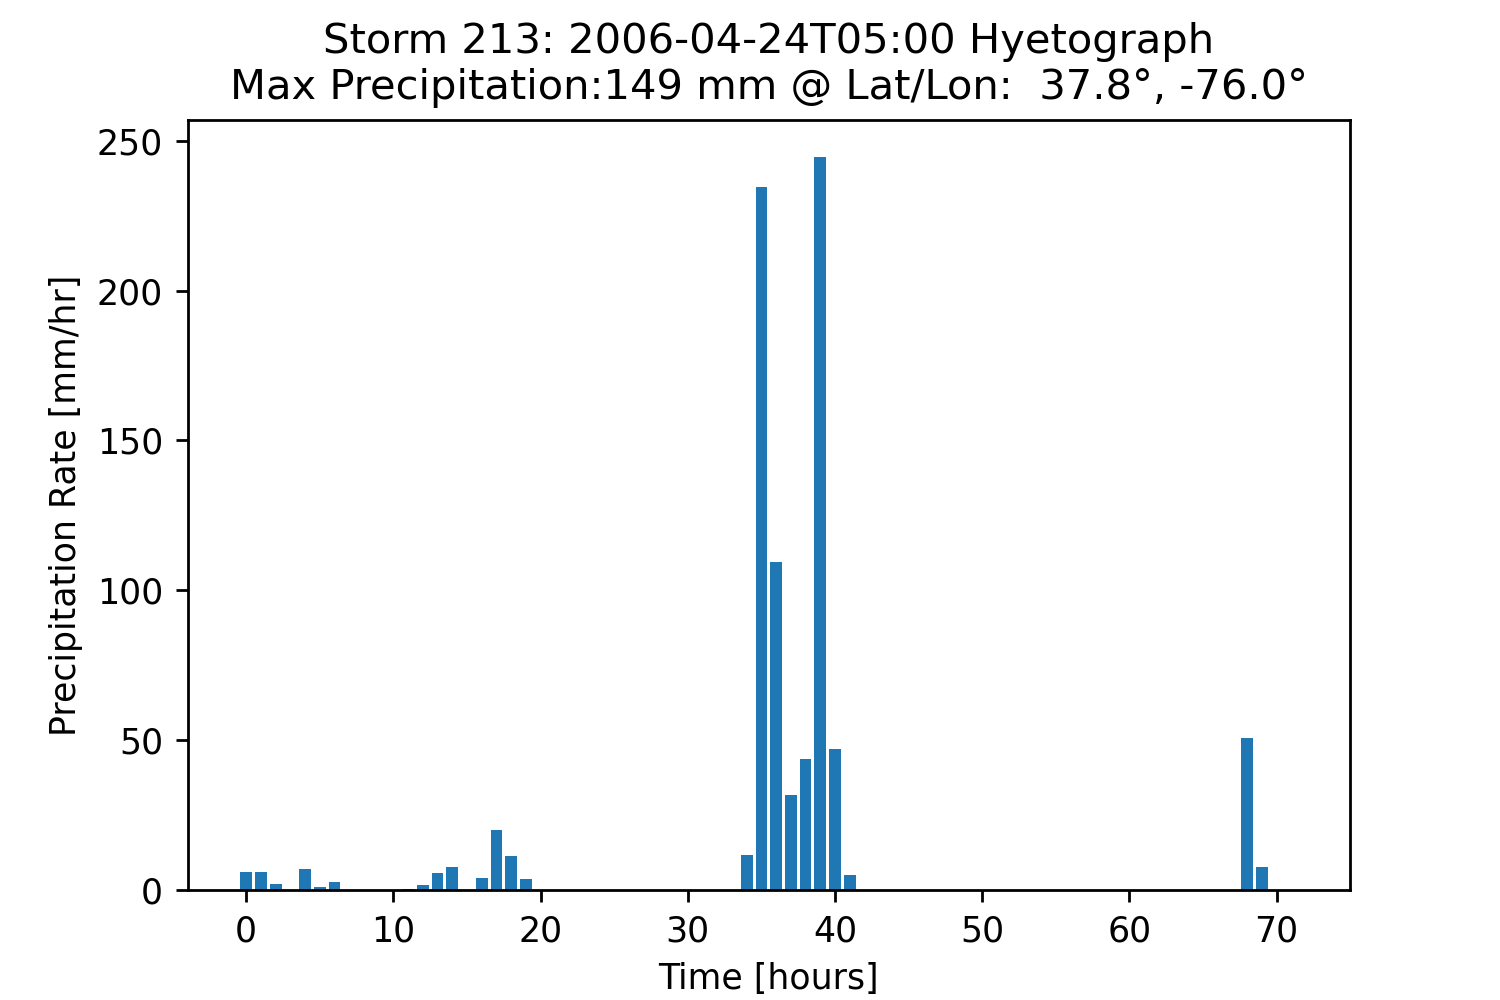 Storm 213: 2006-04-24T05:00 Hyetograph
Max Precipitation:149 mm @ Lat/Lon:  37.8°, -76.0°
Precipitation Rate [mm/hr]
250
200
150
100
50
0
0 10 20 30 40 50 60 70
Time [hours]